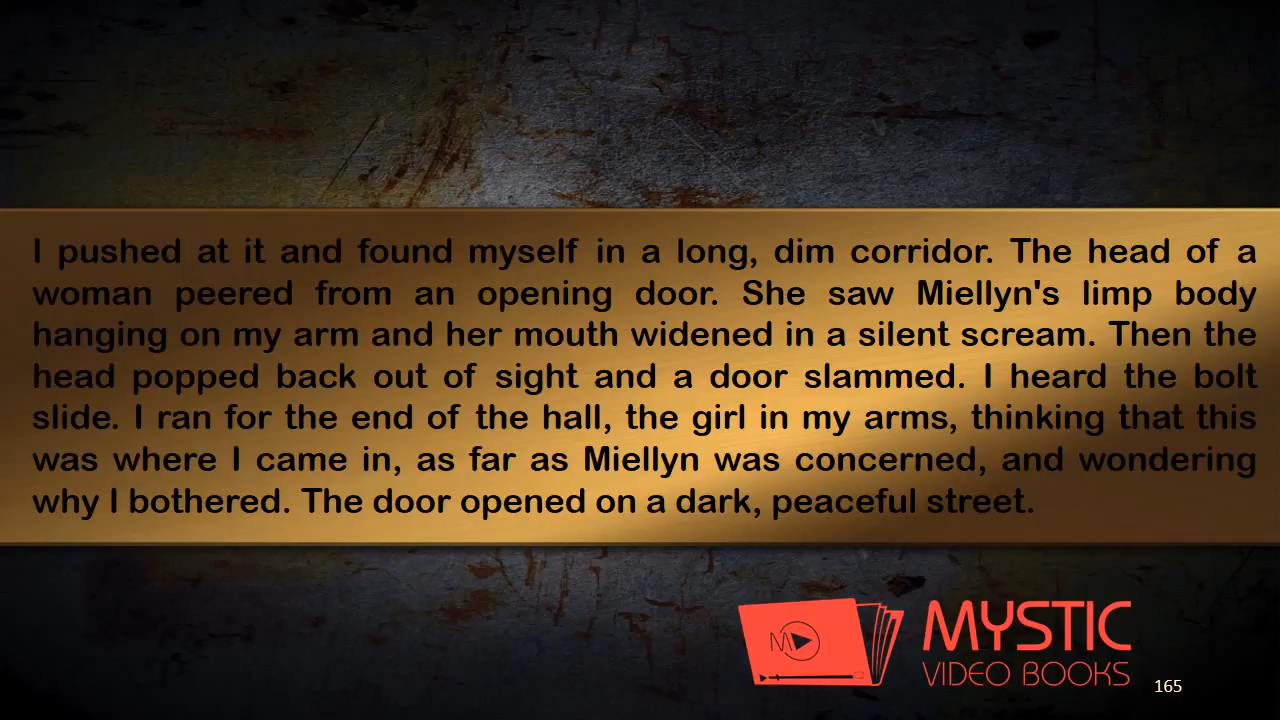 I pushed at it and found myself in a long, dim corridor. The head of a
woman peered from an opening door. She saw Miellyn's limp body
hanging on my arm and her mouth widened in a silent scream. Then the
head popped back out of sight and a door slammed. I heard the bolt
slide. I ran for the end of the hall, the girl in my arms, thinking that this
was where I came in, as far as Miellyn was concerned, and wondering
why I bothered. The door opened on a dark, peaceful street.
M
MYSTIC
VIDEO BOOKS
165